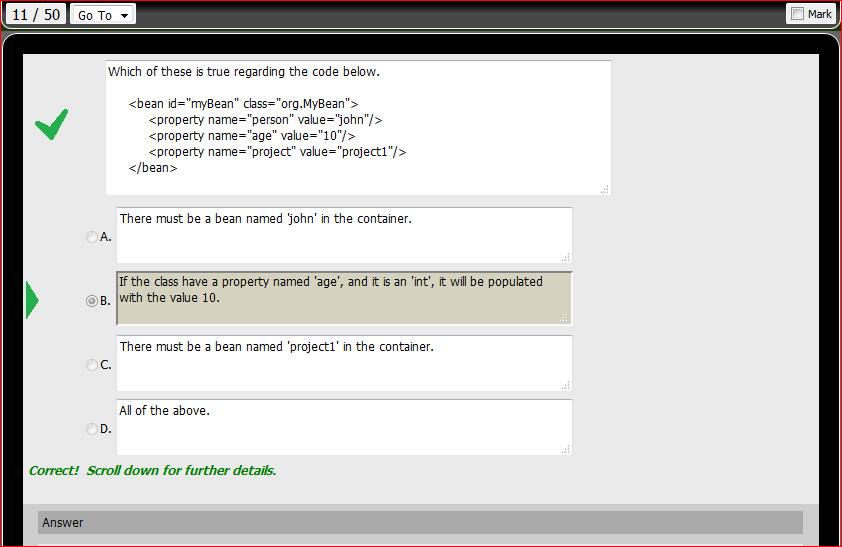 11 / 50 Go To Mark
Which of these is true regarding the code below.
<bean id="myBean" class="org.MyBean">
<property name="person" value="john"/>
<property name="age" value="10"/>
<property name="project" value="project1"/>
</bean>
A. There must be a bean named 'john' in the container.
B. If the class have a property named 'age', and it is an 'int', it will be populated
with the value 10.
C. There must be a bean named 'project1' in the container.
D. All of the above.
Correct! Scroll down for further details.
Answer